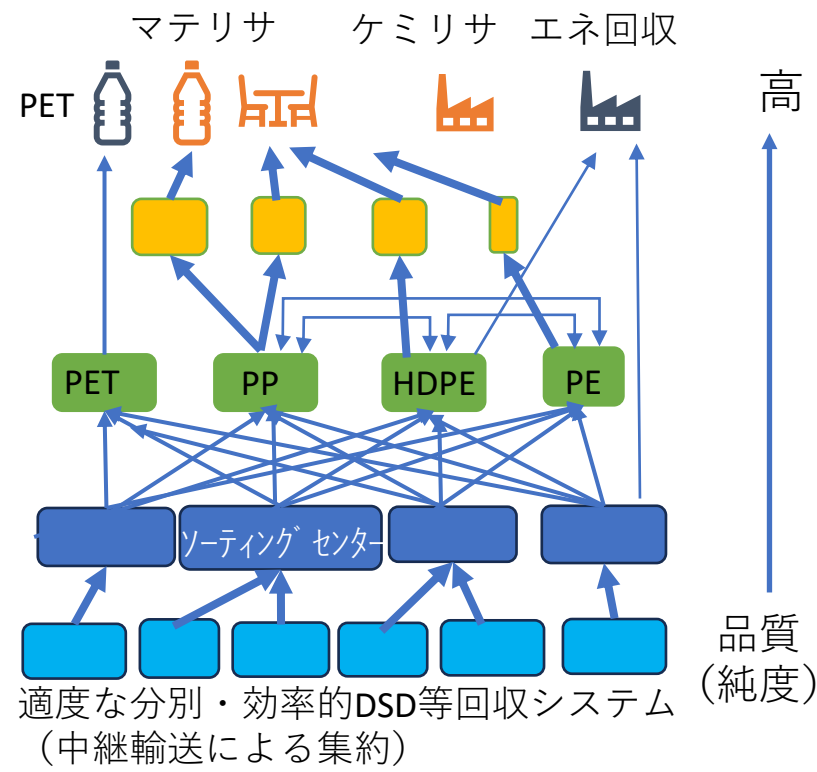 マテリサ ケミリサ エネ回収
高
PET
PET PP HDPE PE
ソーティング センター
品質
(純度)
適度な分別・効率的DSD等回収システム
(中継輸送による集約)